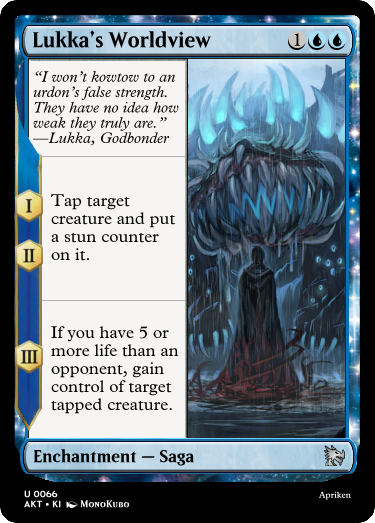 Lukka's Worldview 1
"I won't kowtow to an
urdon's false strength.
They have no idea how
weak they truly are."
—Lukka, Godbonder
I
II
Tap target
creature and put
a stun counter
on it.
III
If you have 5 or
more life than an
opponent, gain
control of target
tapped creature.
Enchantment — Saga
U 0066
AKT • KI MonoKubo
Apriken